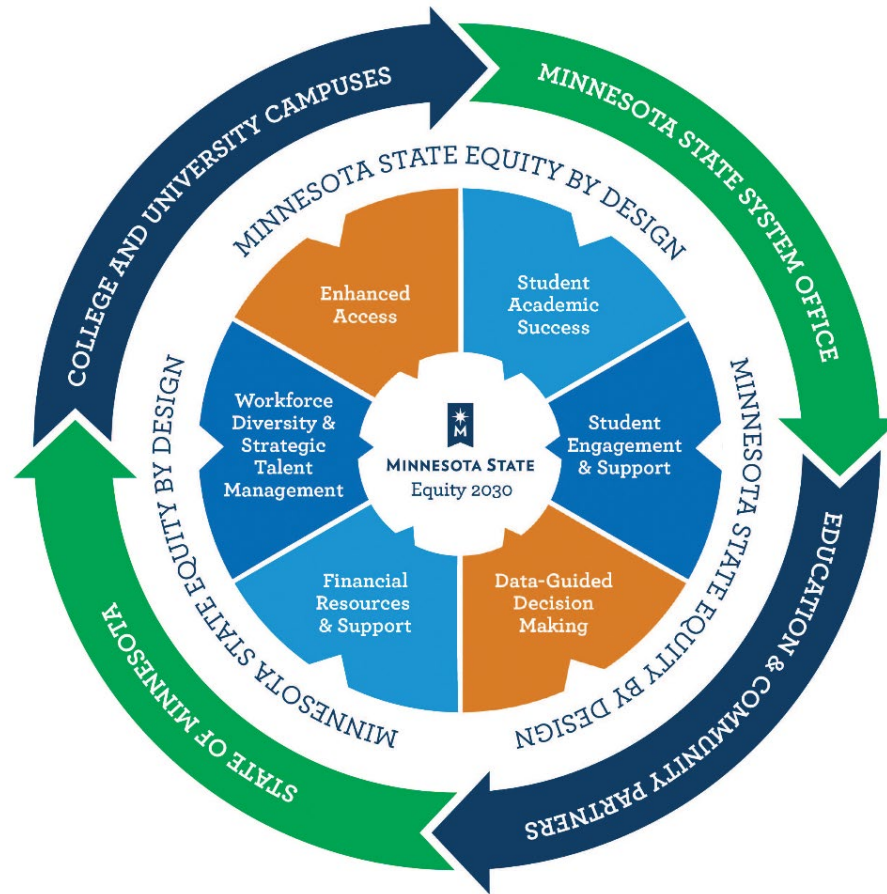 COLLEGE AND UNIVERSITY CAMPUSES
MINNESOTA STATE SYSTEM OFFICE
EDUCATION & COMMUNITY PARTNERS
STATE OF MINNESOTA
MINNESOTA STATE EQUITY BY DESIGN
MINNESOTA STATE EQUITY BY DESIGN
MINNESOTA STATE EQUITY BY DESIGN
MINNESOTA STATE EQUITY BY DESIGN
Enhanced
Access
Student
Academic
Success
Student
Engagement
& Support
Data-Guided
Decision
Making
Financial
Resources
& Support
Workforce
Diversity &
Strategic
Talent
Management
M
MINNESOTA STATE
Equity 2030